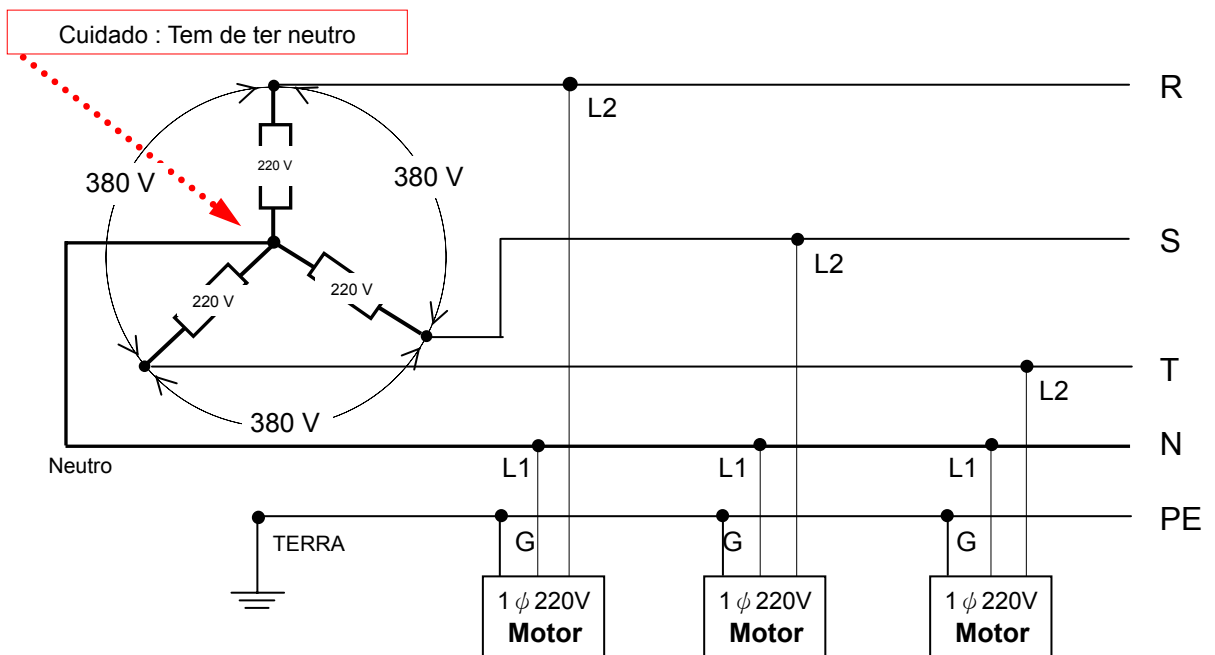 Cuidado : Tem de ter neutro
R
L2
220 V
380 V
380 V
S
L2
220 V
220 V
T
L2
380 V
N
Neutro
L1
L1
L1
PE
TERRA
G
G
G
1 ϕ 220V
Motor
1 ϕ 220V
Motor
1 ϕ 220V
Motor